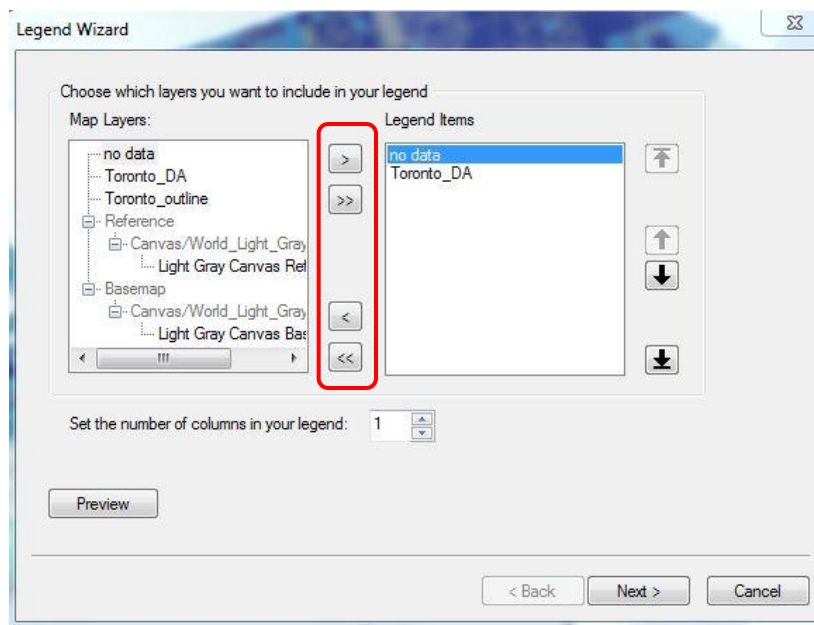 Legend Wizard
Choose which layers you want to include in your legend
Map Layers:
Legend Items
no data
Toronto_DA
Toronto_outline
Reference
Canvas/World_Light_Gray
Light Gray Canvas Ref
Basemap
Canvas/World_Light_Gray
Light Gray Canvas Bas
>
>>
<
<<
no data
Toronto_DA
Set the number of columns in your legend: 1
Preview
< Back Next > Cancel